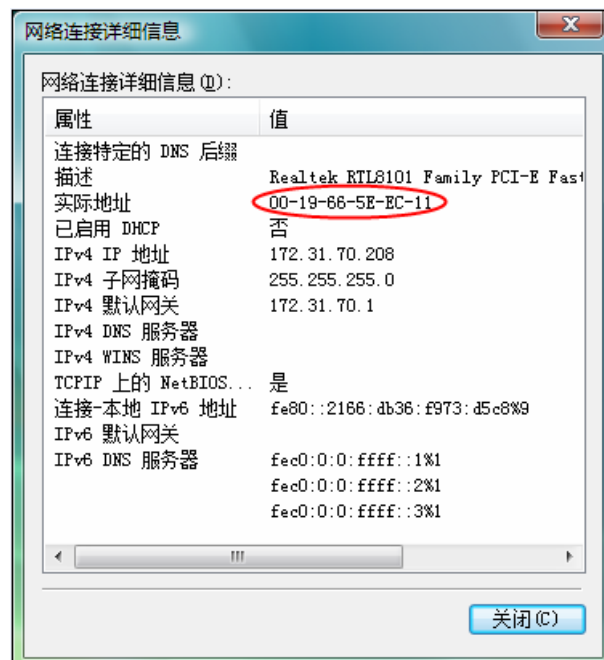 网络连接详细信息
网络连接详细信息(D):
属性 值
连接特定的 DNS 后缀
描述 Realtek RTL8101 Family PCI-E Fast
实际地址 00-19-66-5E-EC-11
已启用 DHCP 否
IPv4 IP 地址 172.31.70.208
IPv4 子网掩码 255.255.255.0
IPv4 默认网关 172.31.70.1
IPv4 DNS 服务器
IPv4 WINS 服务器
TCPIP 上的 NetBIOS... 是
连接-本地 IPv6 地址 fe80::2166:db36:f973:d5c8%9
IPv6 默认网关
IPv6 DNS 服务器 fec0:0:0:ffff::1%1
fec0:0:0:ffff::2%1
fec0:0:0:ffff::3%1
关闭(C)